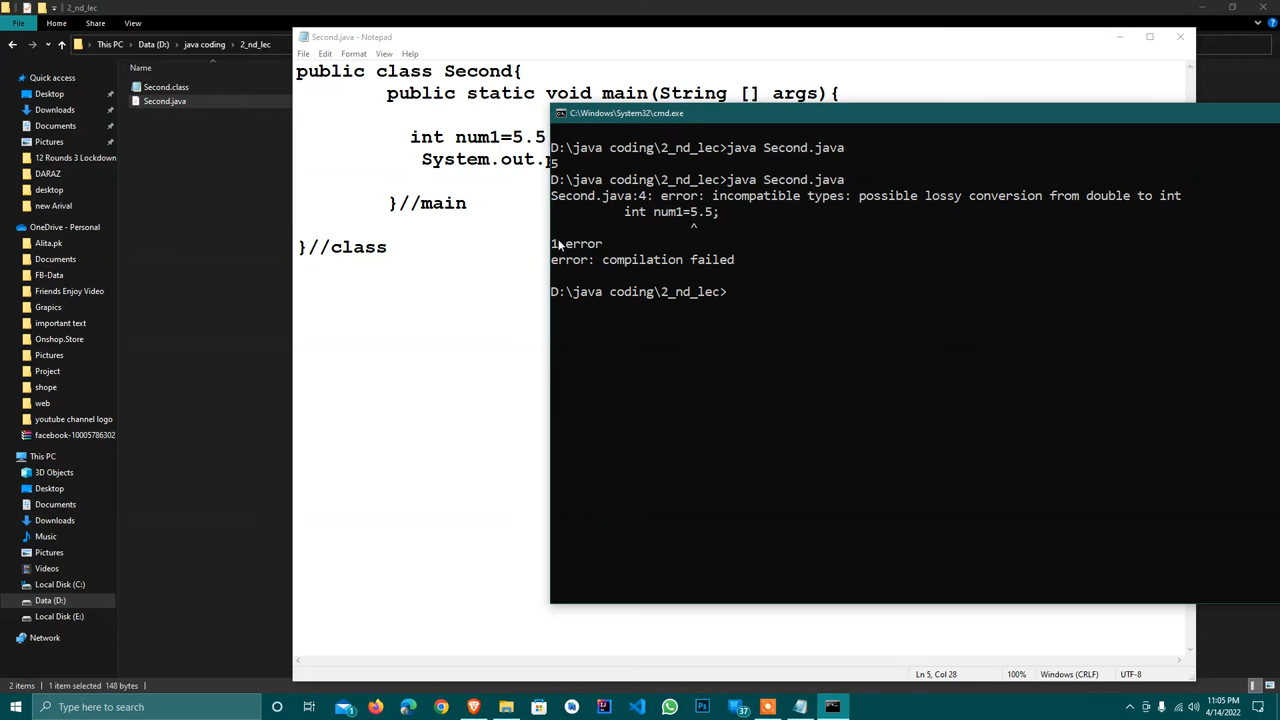 2_nd_lec
File Home Share View
This PC Data (D:) java coding 2_nd_lec
Name
Second.class
Second.java
Quick access
Desktop
Downloads
Documents
Pictures
12 Rounds 3 Lockdown
DARAZ
desktop
new Arival
OneDrive - Personal
Alita.pk
Documents
FB-Data
Friends Enjoy Video
Grapics
important text
Onshop.Store
Pictures
Project
shope
web
youtube channel logo
facebook-10005786302
This PC
3D Objects
Desktop
Documents
Downloads
Music
Pictures
Videos
Local Disk (C:)
Data (D:)
Local Disk (E:)
Network
2 items 1 item selected 148 bytes
Second.java - Notepad
File Edit Format View Help
public class Second{
public static void main(String [] args){
int num1=5.5
System.out.
}//main
}//class
Ln 5, Col 28 100% Windows (CRLF) UTF-8
C:\Windows\System32\cmd.exe
D:\java coding\2_nd_lec>java Second.java
5
D:\java coding\2_nd_lec>java Second.java
Second.java:4: error: incompatible types: possible lossy conversion from double to int
int num1=5.5;
^
1 error
error: compilation failed
D:\java coding\2_nd_lec>
Type here to search
37
11:05 PM
4/14/2022